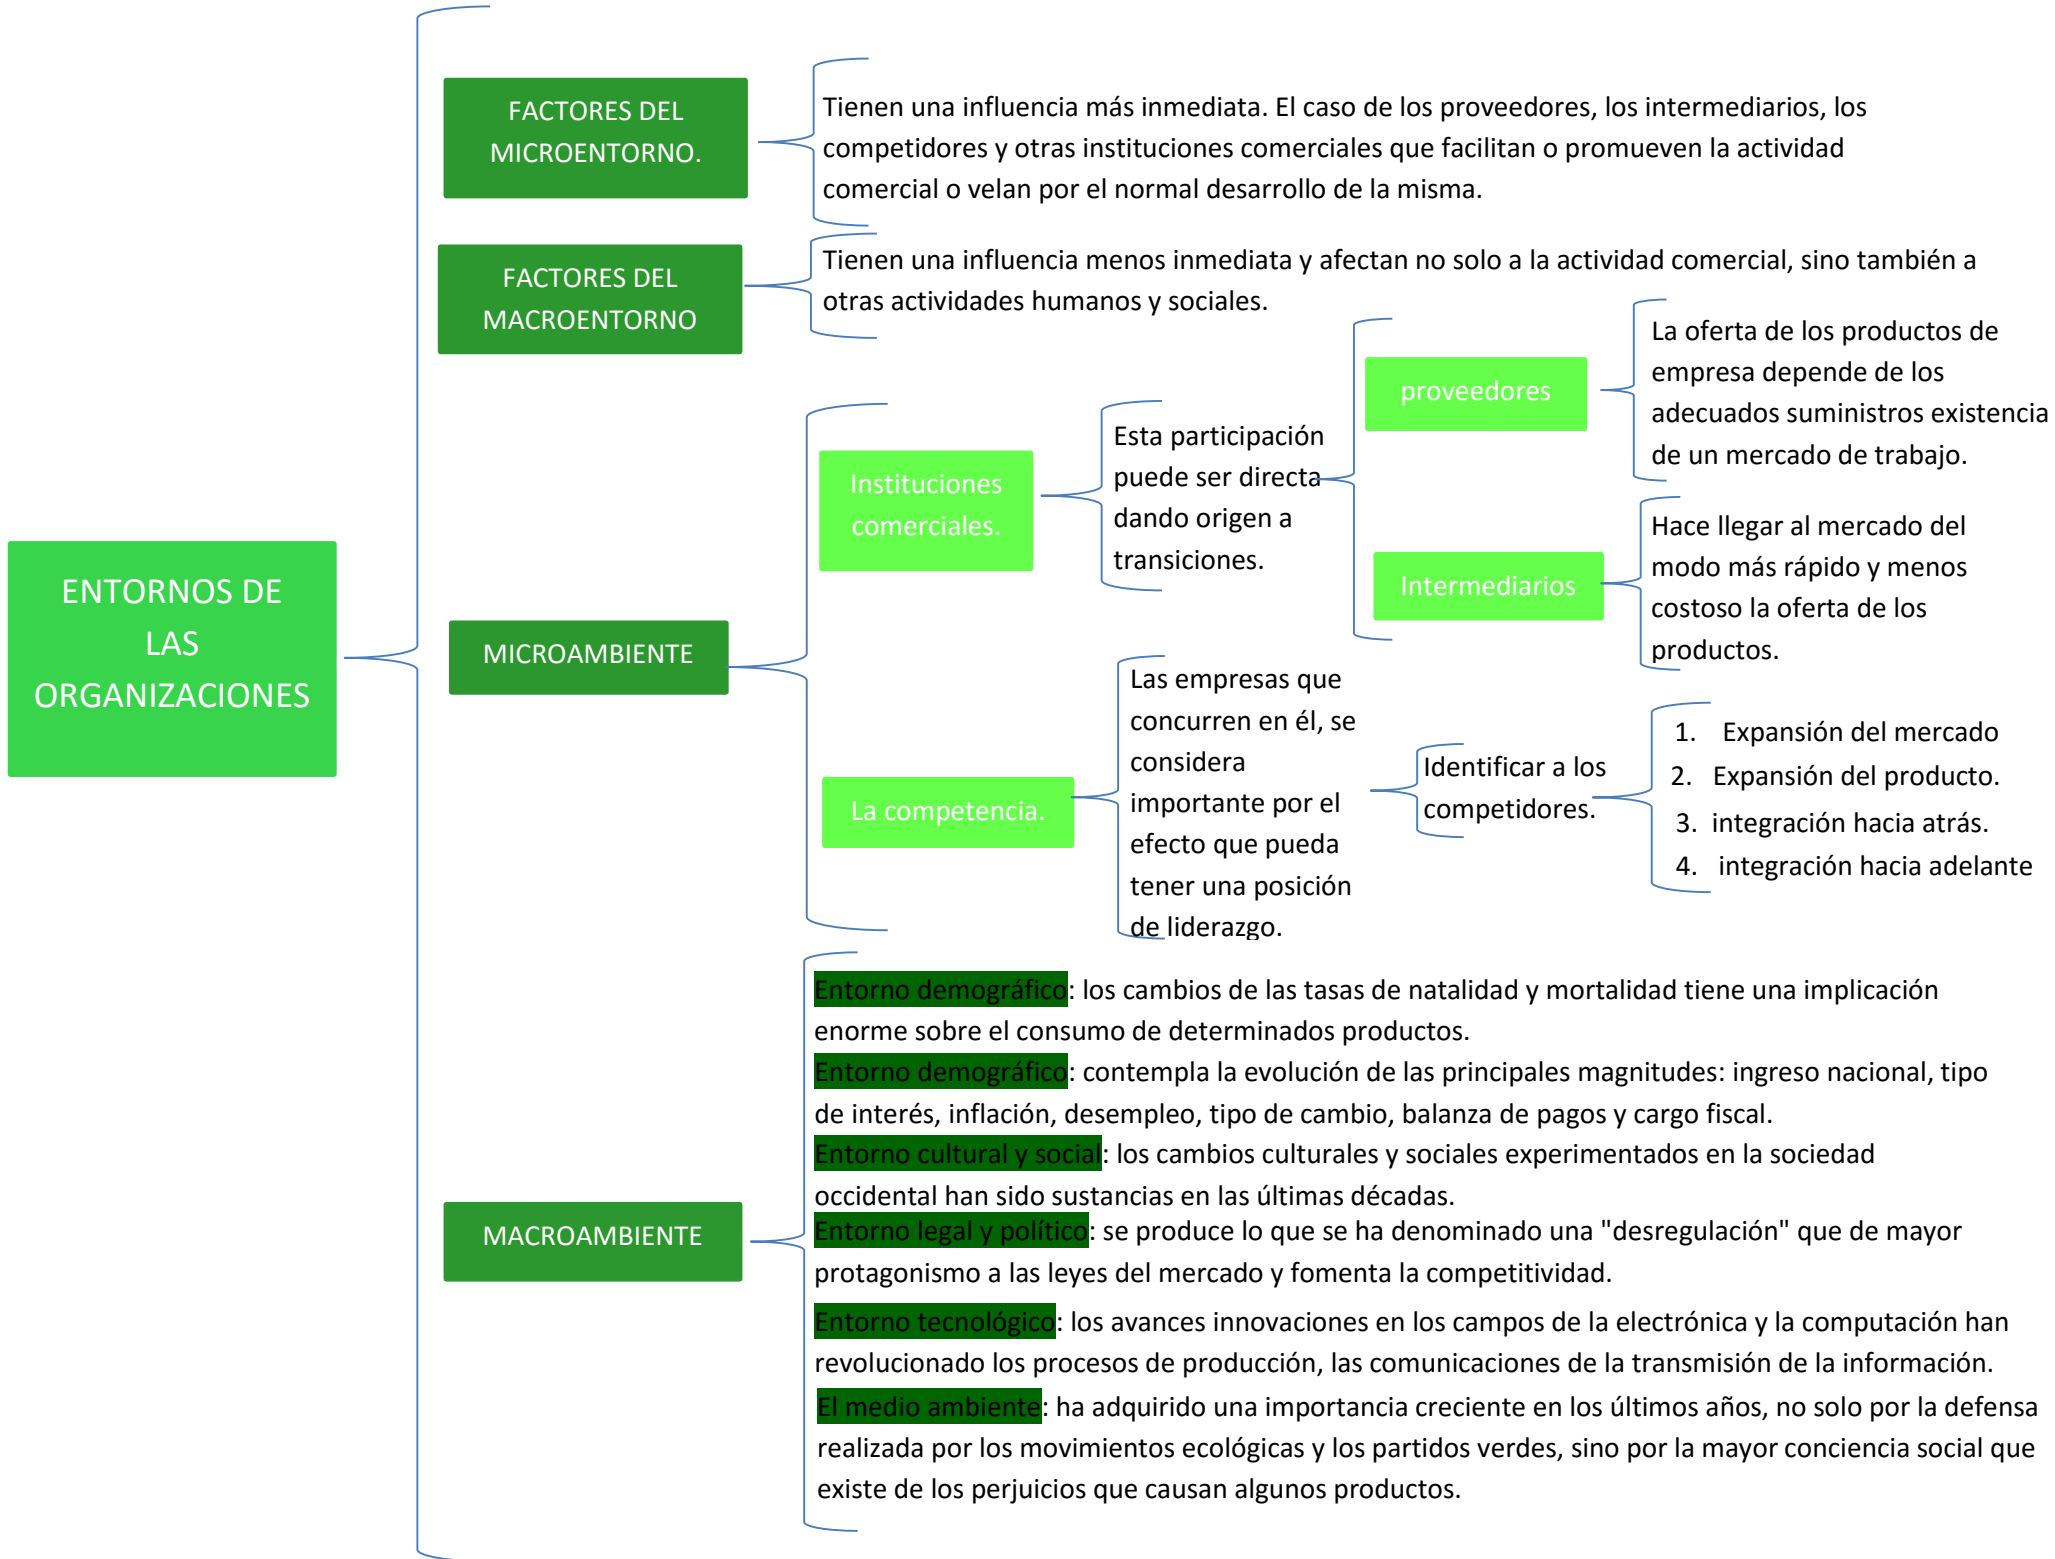 ENTORNOS DE
LAS
ORGANIZACIONES
FACTORES DEL
MICROENTORNO.
Tienen una influencia más inmediata. El caso de los proveedores, los intermediarios, los
competidores y otras instituciones comerciales que facilitan o promueven la actividad
comercial o velan por el normal desarrollo de la misma.
FACTORES DEL
MACROENTORNO
Tienen una influencia menos inmediata y afectan no solo a la actividad comercial, sino también a
otras actividades humanos y sociales.
MICROAMBIENTE
Instituciones
comerciales.
Esta participación
puede ser directa
dando origen a
transiciones.
proveedores
La oferta de los productos de
empresa depende de los
adecuados suministros existencia
de un mercado de trabajo.
Intermediarios
Hace llegar al mercado del
modo más rápido y menos
costoso la oferta de los
productos.
La competencia.
Las empresas que
concurren en él, se
considera
importante por el
efecto que pueda
tener una posición
de liderazgo.
Identificar a los
competidores.
1. Expansión del mercado
2. Expansión del producto.
3. integración hacia atrás.
4. integración hacia adelante
MACROAMBIENTE
Entorno demográfico: los cambios de las tasas de natalidad y mortalidad tiene una implicación
enorme sobre el consumo de determinados productos.
Entorno demográfico: contempla la evolución de las principales magnitudes: ingreso nacional, tipo
de interés, inflación, desempleo, tipo de cambio, balanza de pagos y cargo fiscal.
Entorno cultural y social: los cambios culturales y sociales experimentados en la sociedad
occidental han sido sustancias en las últimas décadas.
Entorno legal y político: se produce lo que se ha denominado una "desregulación" que de mayor
protagonismo a las leyes del mercado y fomenta la competitividad.
Entorno tecnológico: los avances innovaciones en los campos de la electrónica y la computación han
revolucionado los procesos de producción, las comunicaciones de la transmisión de la información.
El medio ambiente: ha adquirido una importancia creciente en los últimos años, no solo por la defensa
realizada por los movimientos ecológicas y los partidos verdes, sino por la mayor conciencia social que
existe de los perjuicios que causan algunos productos.